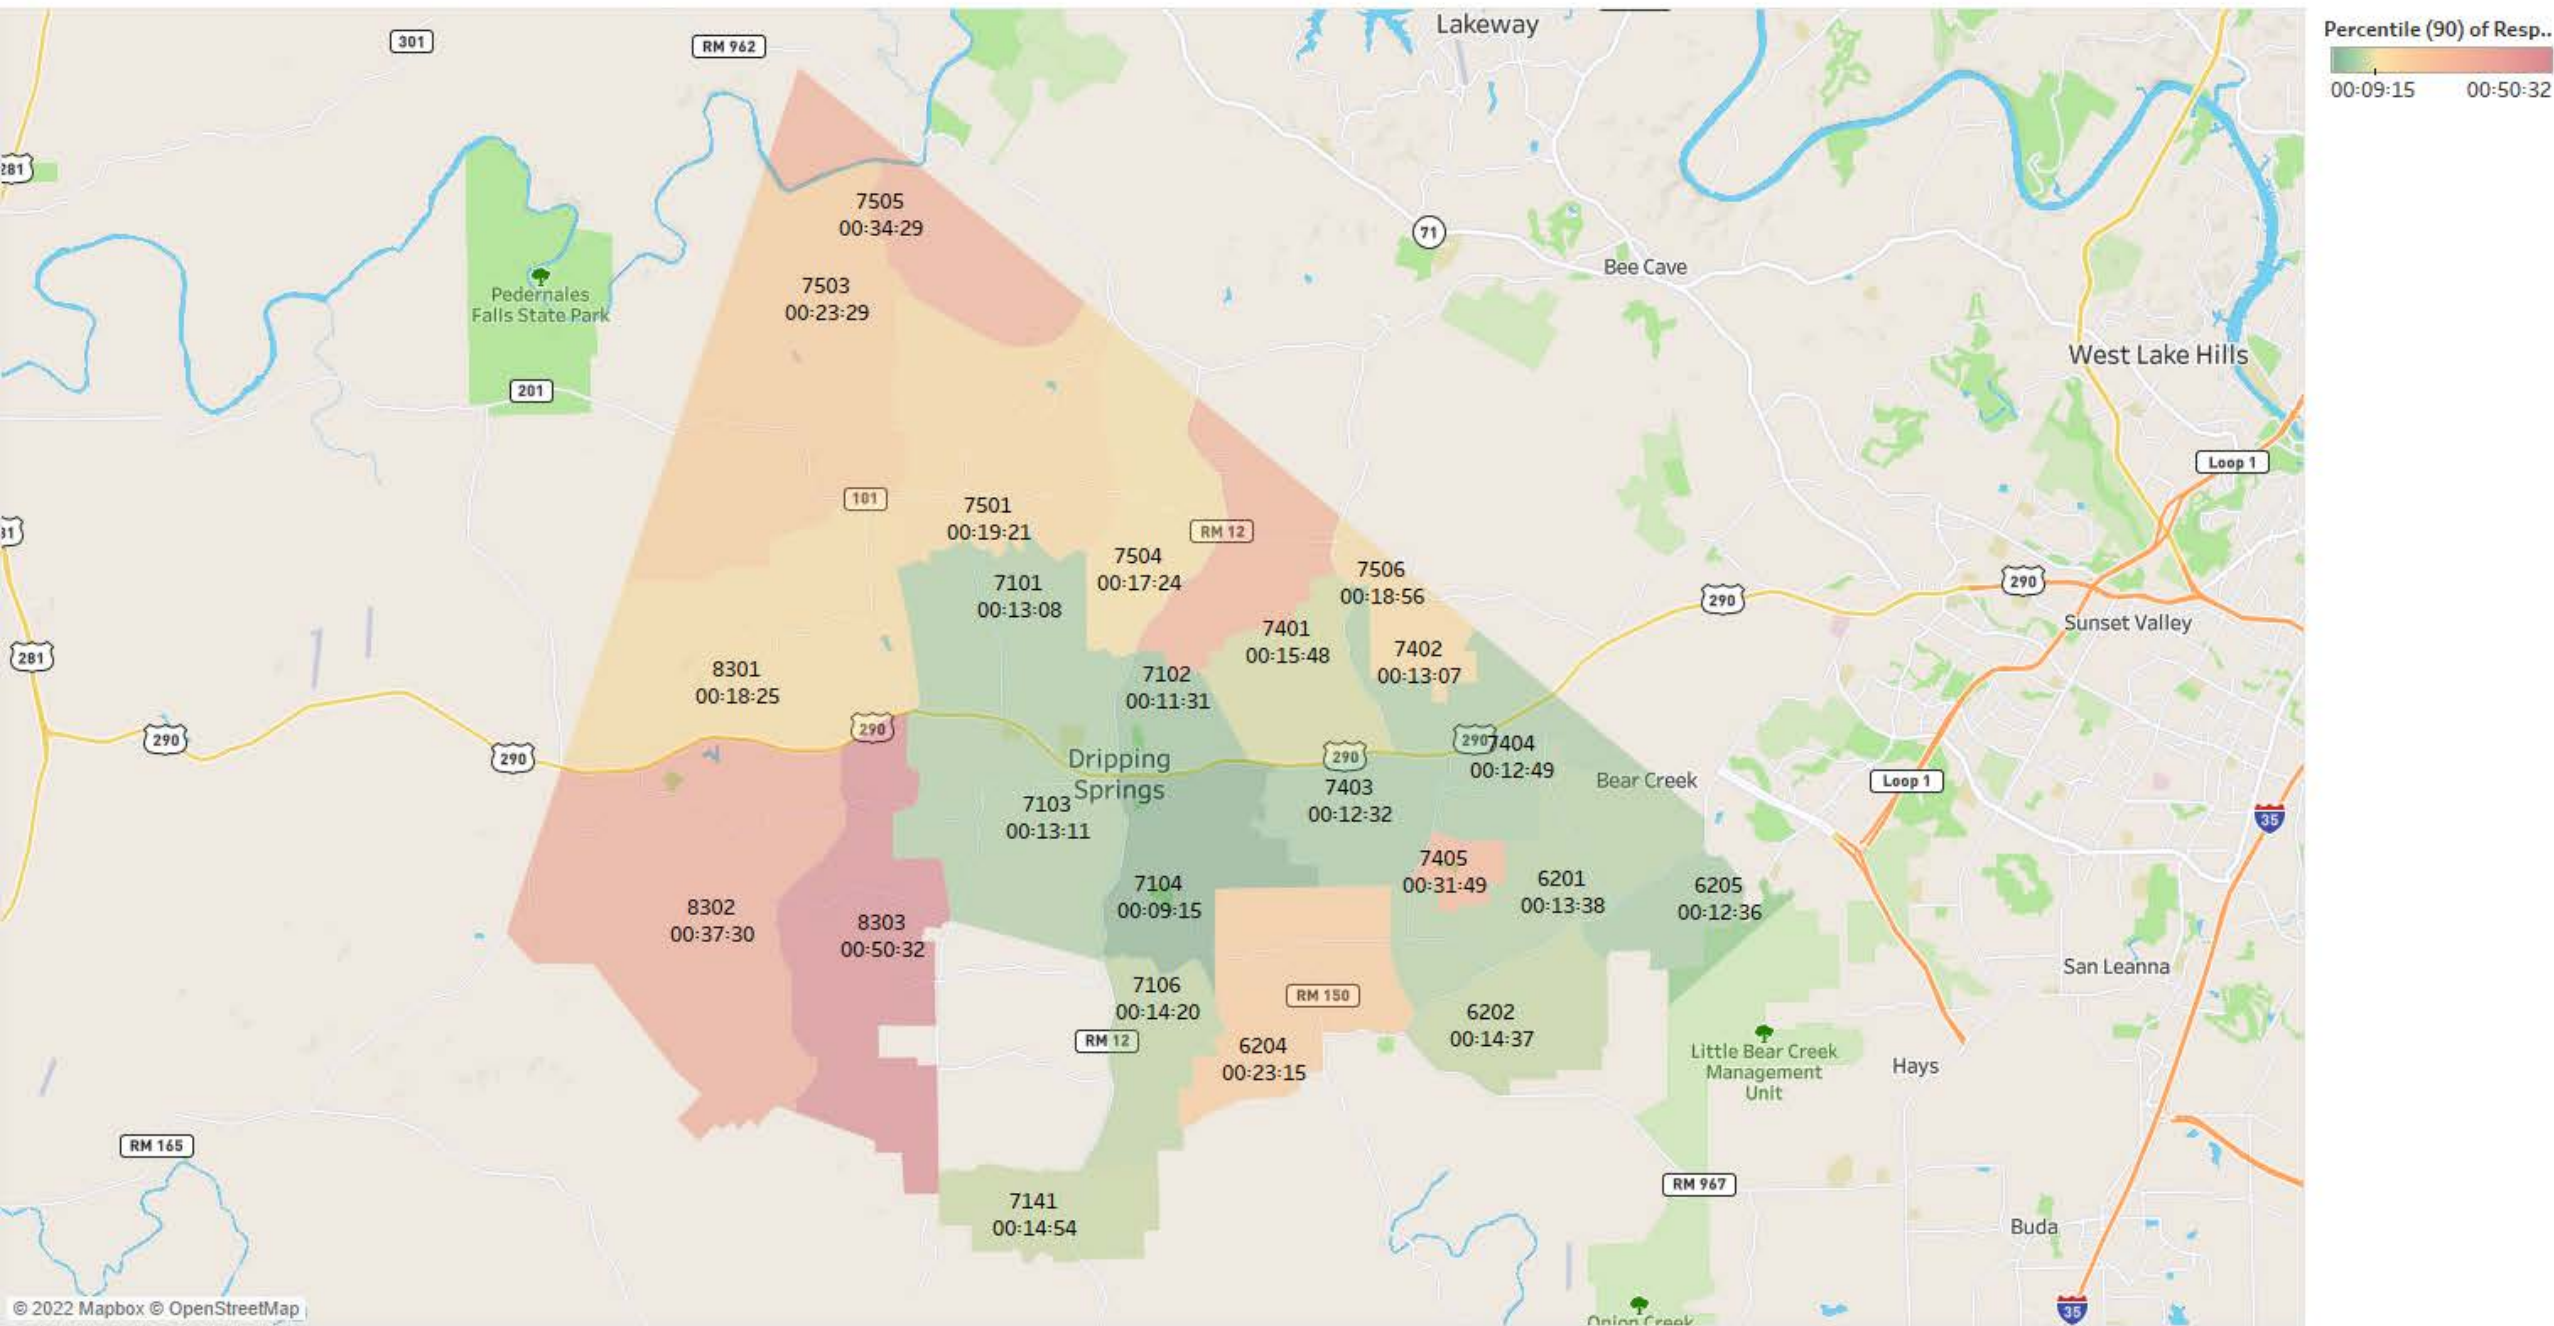 Lakeway
Percentile (90) of Resp..
00:09:15 00:50:32
301
RM 962
281
7505
00:34:29
71
Bee Cave
7503
00:23:29
Pedernales
Falls State Park
201
West Lake Hills
Loop 1
101
7501
00:19:21
RM 12
31
7504
00:17:24
7506
00:18:56
7101
00:13:08
290
290
Sunset Valley
7401
00:15:48
7402
00:13:07
281
8301
00:18:25
7102
00:11:31
290
290
290
290
290
7404
00:12:49
Dripping
Springs
Bear Creek
Loop 1
7403
00:12:32
7103
00:13:11
35
7405
00:31:49
7104
00:09:15
6201
00:13:38
6205
00:12:36
8302
00:37:30
8303
00:50:32
San Leanna
7106
00:14:20
RM 150
6202
00:14:37
RM 12
6204
00:23:15
Little Bear Creek
Management
Unit
Hays
RM 165
RM 967
7141
00:14:54
Buda
© 2022 Mapbox © OpenStreetMap
35
Onion Creek